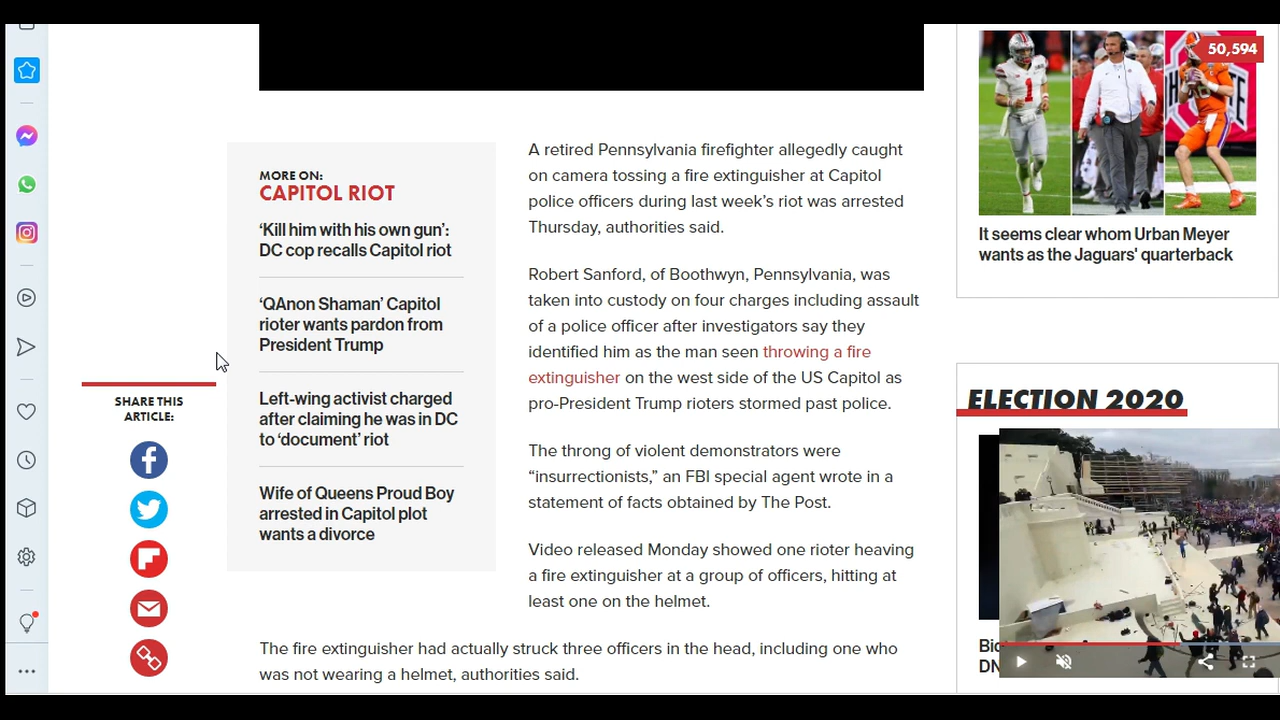 MORE ON:
CAPITOL RIOT
‘Kill him with his own gun’:
DC cop recalls Capitol riot
‘QAnon Shaman’ Capitol
rioter wants pardon from
President Trump
Left-wing activist charged
after claiming he was in DC
to ‘document’ riot
Wife of Queens Proud Boy
arrested in Capitol plot
wants a divorce
SHARE THIS
ARTICLE:
A retired Pennsylvania firefighter allegedly caught
on camera tossing a fire extinguisher at Capitol
police officers during last week’s riot was arrested
Thursday, authorities said.
Robert Sanford, of Boothwyn, Pennsylvania, was
taken into custody on four charges including assault
of a police officer after investigators say they
identified him as the man seen throwing a fire
extinguisher on the west side of the US Capitol as
pro-President Trump rioters stormed past police.
The throng of violent demonstrators were
“insurrectionists,” an FBI special agent wrote in a
statement of facts obtained by The Post.
Video released Monday showed one rioter heaving
a fire extinguisher at a group of officers, hitting at
least one on the helmet.
The fire extinguisher had actually struck three officers in the head, including one who
was not wearing a helmet, authorities said.
50,594
It seems clear whom Urban Meyer
wants as the Jaguars' quarterback
ELECTION 2020